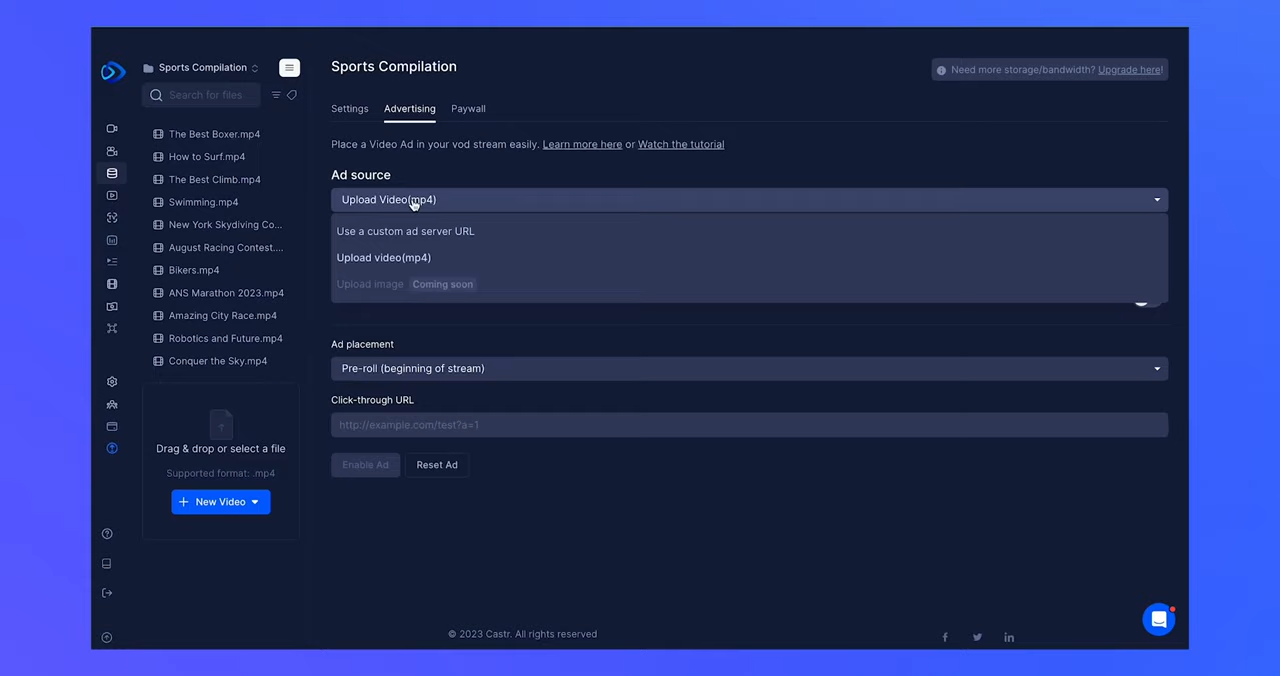 Sports Compilation
Search for files
The Best Boxer.mp4
How to Surf.mp4
The Best Climb.mp4
Swimming.mp4
New York Skydiving Co...
August Racing Contest....
Bikers.mp4
ANS Marathon 2023.mp4
Amazing City Race.mp4
Robotics and Future.mp4
Conquer the Sky.mp4
Drag & drop or select a file
Supported format: .mp4
+ New Video
Sports Compilation
Need more storage/bandwidth? Upgrade here!
Settings Advertising Paywall
Place a Video Ad in your vod stream easily. Learn more here or Watch the tutorial
Ad source
Upload Video(mp4)
Use a custom ad server URL
Upload video(mp4)
Upload image Coming soon
Ad placement
Pre-roll (beginning of stream)
Click-through URL
http://example.com/test?a=1
Enable Ad Reset Ad
© 2023 Castr. All rights reserved